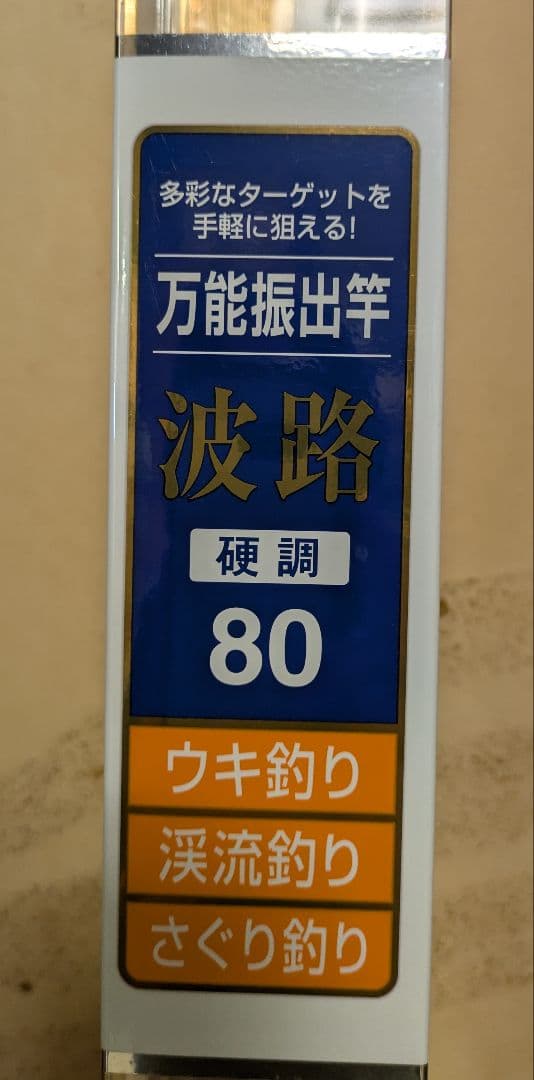 多彩なターゲットを
手軽に狙える!
万能振出竿
波路
硬調
80
ウキ釣り
渓流釣り
さぐり釣り